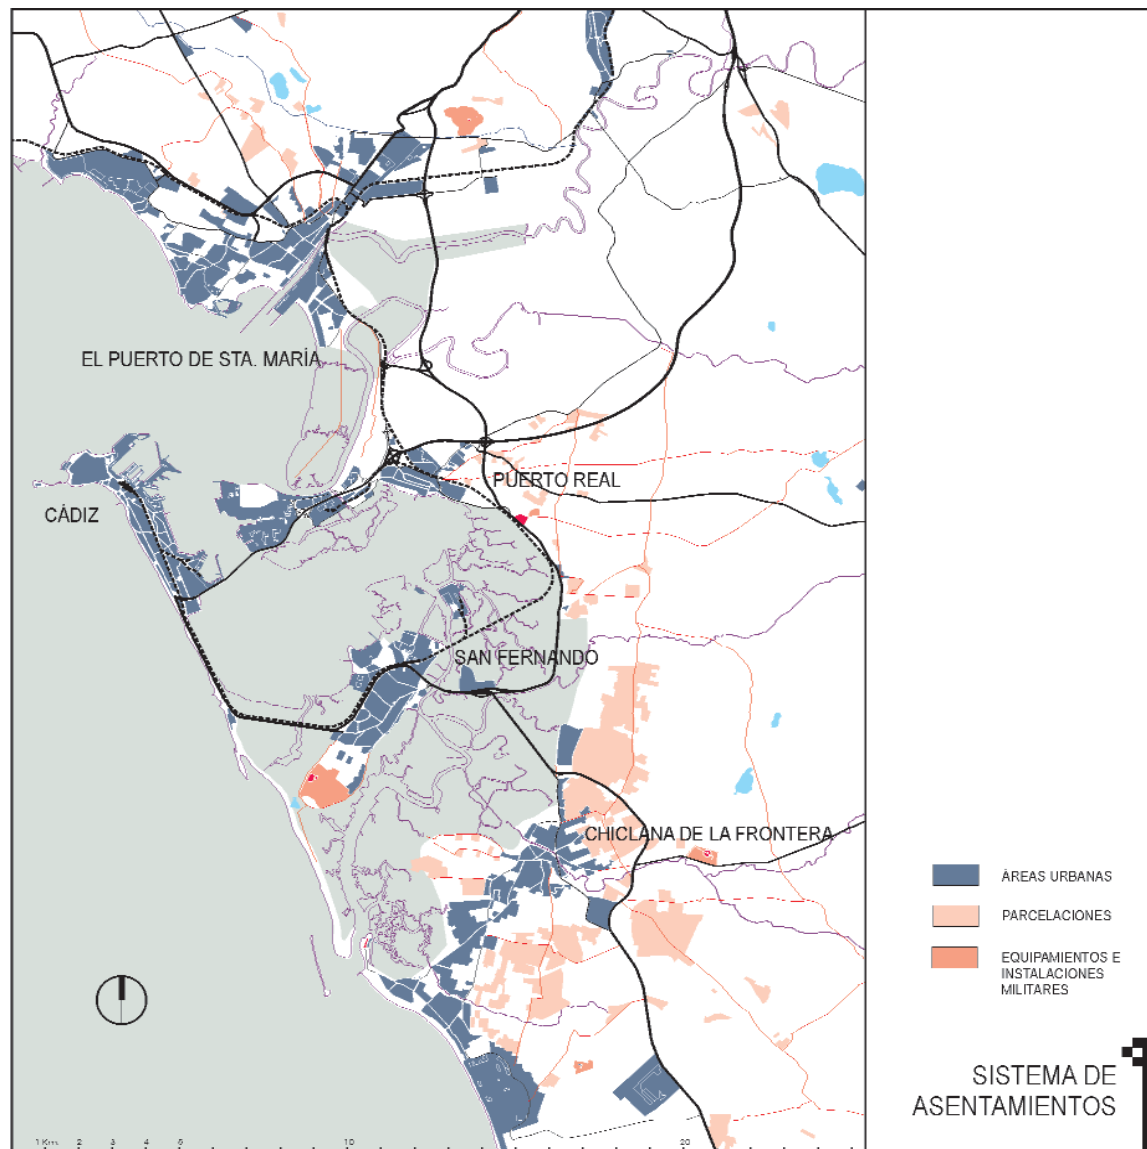 EL PUERTO DE STA. MARÍA
PUERTO REAL
CÁDIZ
SAN FERNANDO
CHICLANA DE LA FRONTERA
ÁREAS URBANAS
PARCELACIONES
EQUIPAMIENTOS E
INSTALACIONES
MILITARES
SISTEMA DE
ASENTAMIENTOS
1 Km. 2 3 4 5 10 20